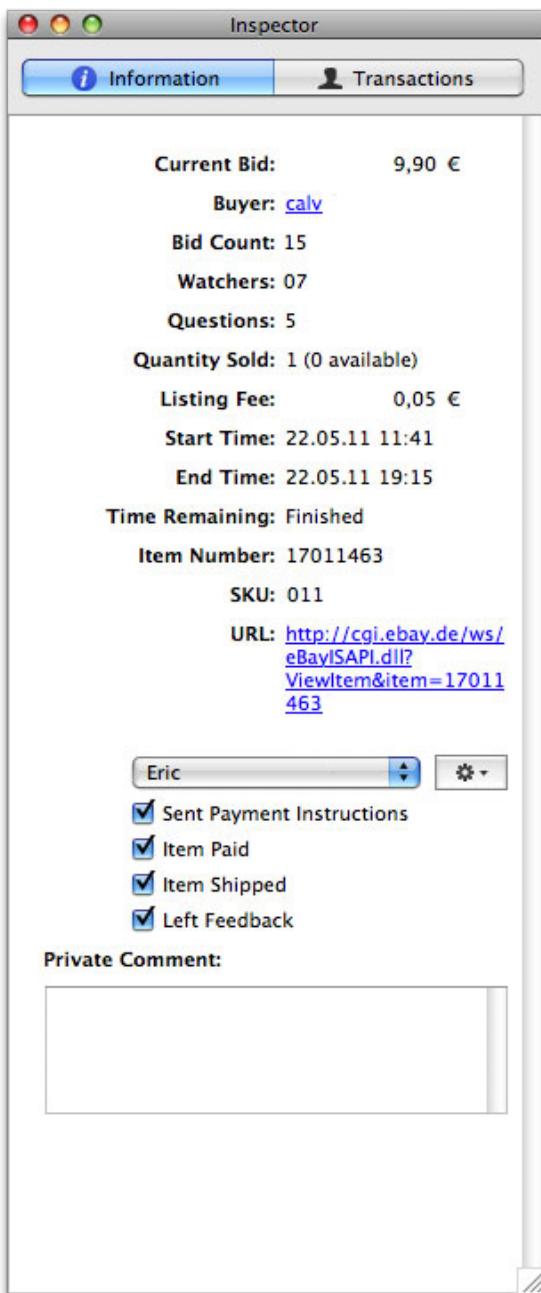 Inspector
Information Transactions
Current Bid: 9,90 €
Buyer: calv
Bid Count: 15
Watchers: 07
Questions: 5
Quantity Sold: 1 (0 available)
Listing Fee: 0,05 €
Start Time: 22.05.11 11:41
End Time: 22.05.11 19:15
Time Remaining: Finished
Item Number: 17011463
SKU: 011
URL: http://cgi.ebay.de/ws/
eBayISAPI.dll?
ViewItem&item=17011
463
Eric
Sent Payment Instructions
Item Paid
Item Shipped
Left Feedback
Private Comment: